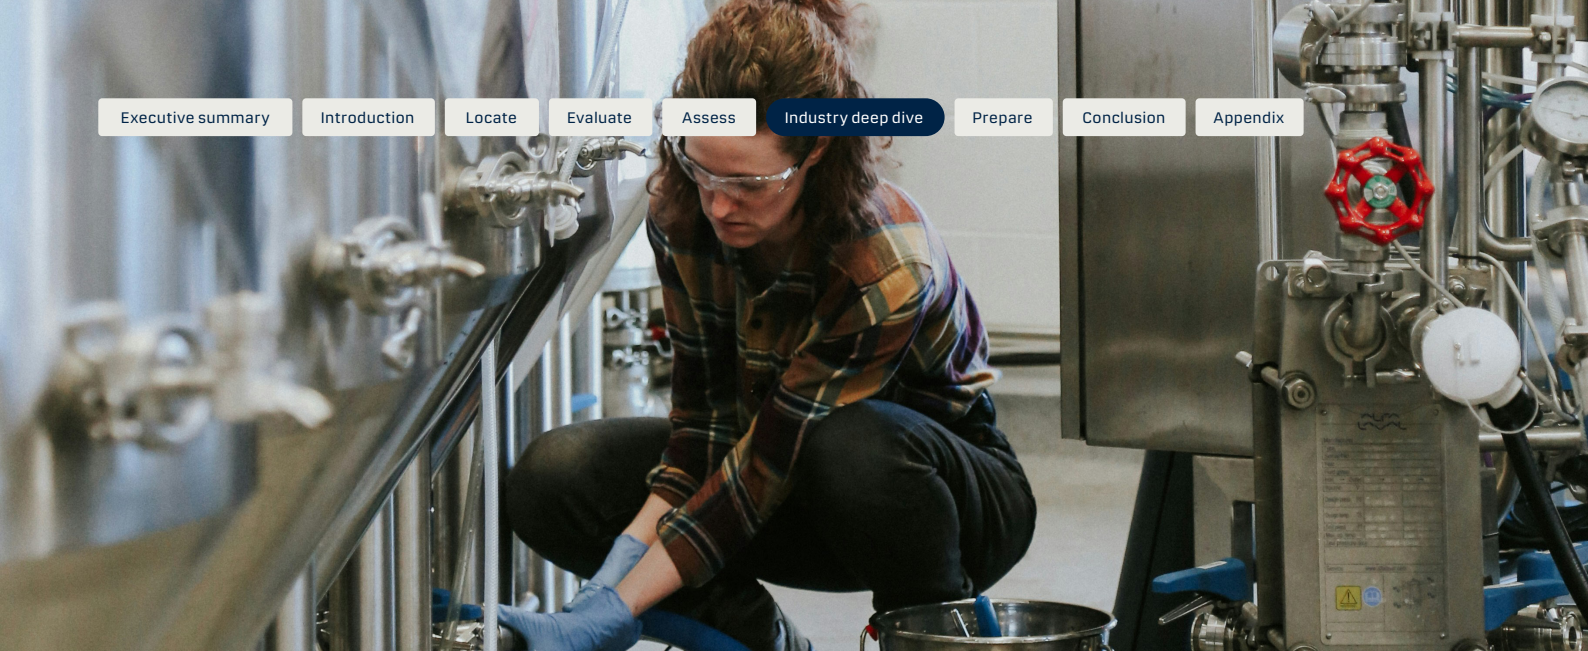 Executive summary
Introduction
Locate
Evaluate
Assess
Industry deep dive
Prepare
Conclusion
Appendix